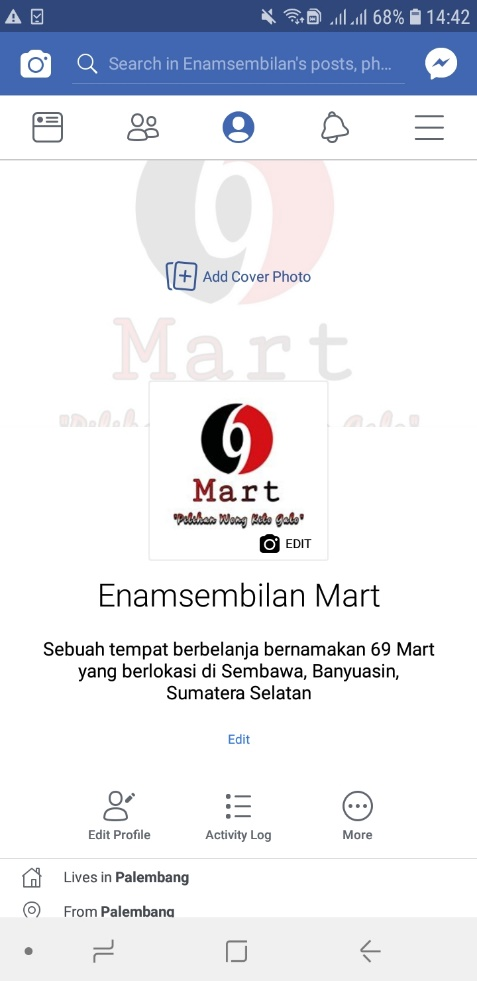 68% 14:42
Search in Enamsembilan's posts, ph...
Add Cover Photo
Mart
69
Mart
"Pilihan Wong Kito Galo"
EDIT
Enamsembilan Mart
Sebuah tempat berbelanja bernamakan 69 Mart
yang berlokasi di Sembawa, Banyuasin,
Sumatera Selatan
Edit
Edit Profile Activity Log More
Lives in Palembang
From Palembang